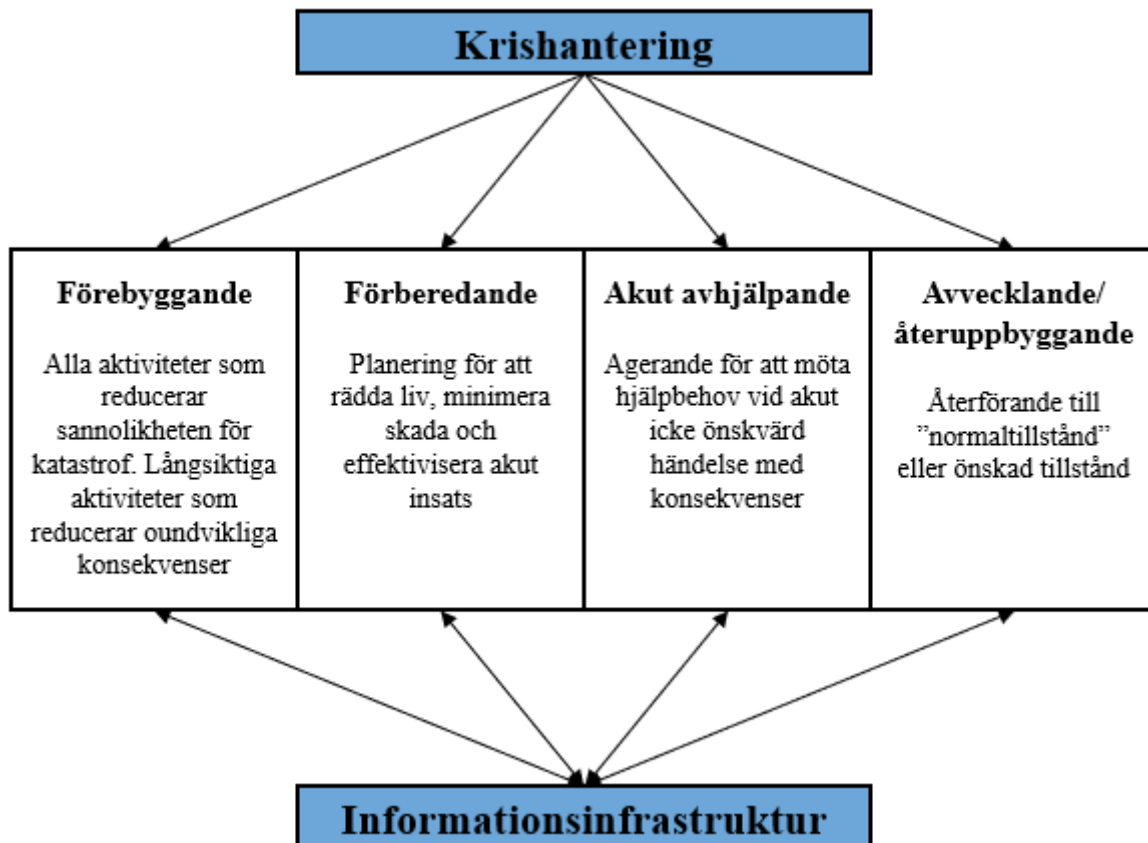 Krishantering
Förebyggande
Alla aktiviteter som
reducerar
sannolikheten för
katastrof. Långsiktiga
aktiviteter som
reducerar oundvikliga
konsekvenser
Förberedande
Planering för att
rädda liv, minimera
skada och
effektivisera akut
insats
Akut avhjälpande
Agerande för att möta
hjälpbehov vid akut
icke önskvärd
händelse med
konsekvenser
Avvecklande/
återuppbyggande
Återförande till
”normaltillstånd”
eller önskad tillstånd
Informationsinfrastruktur